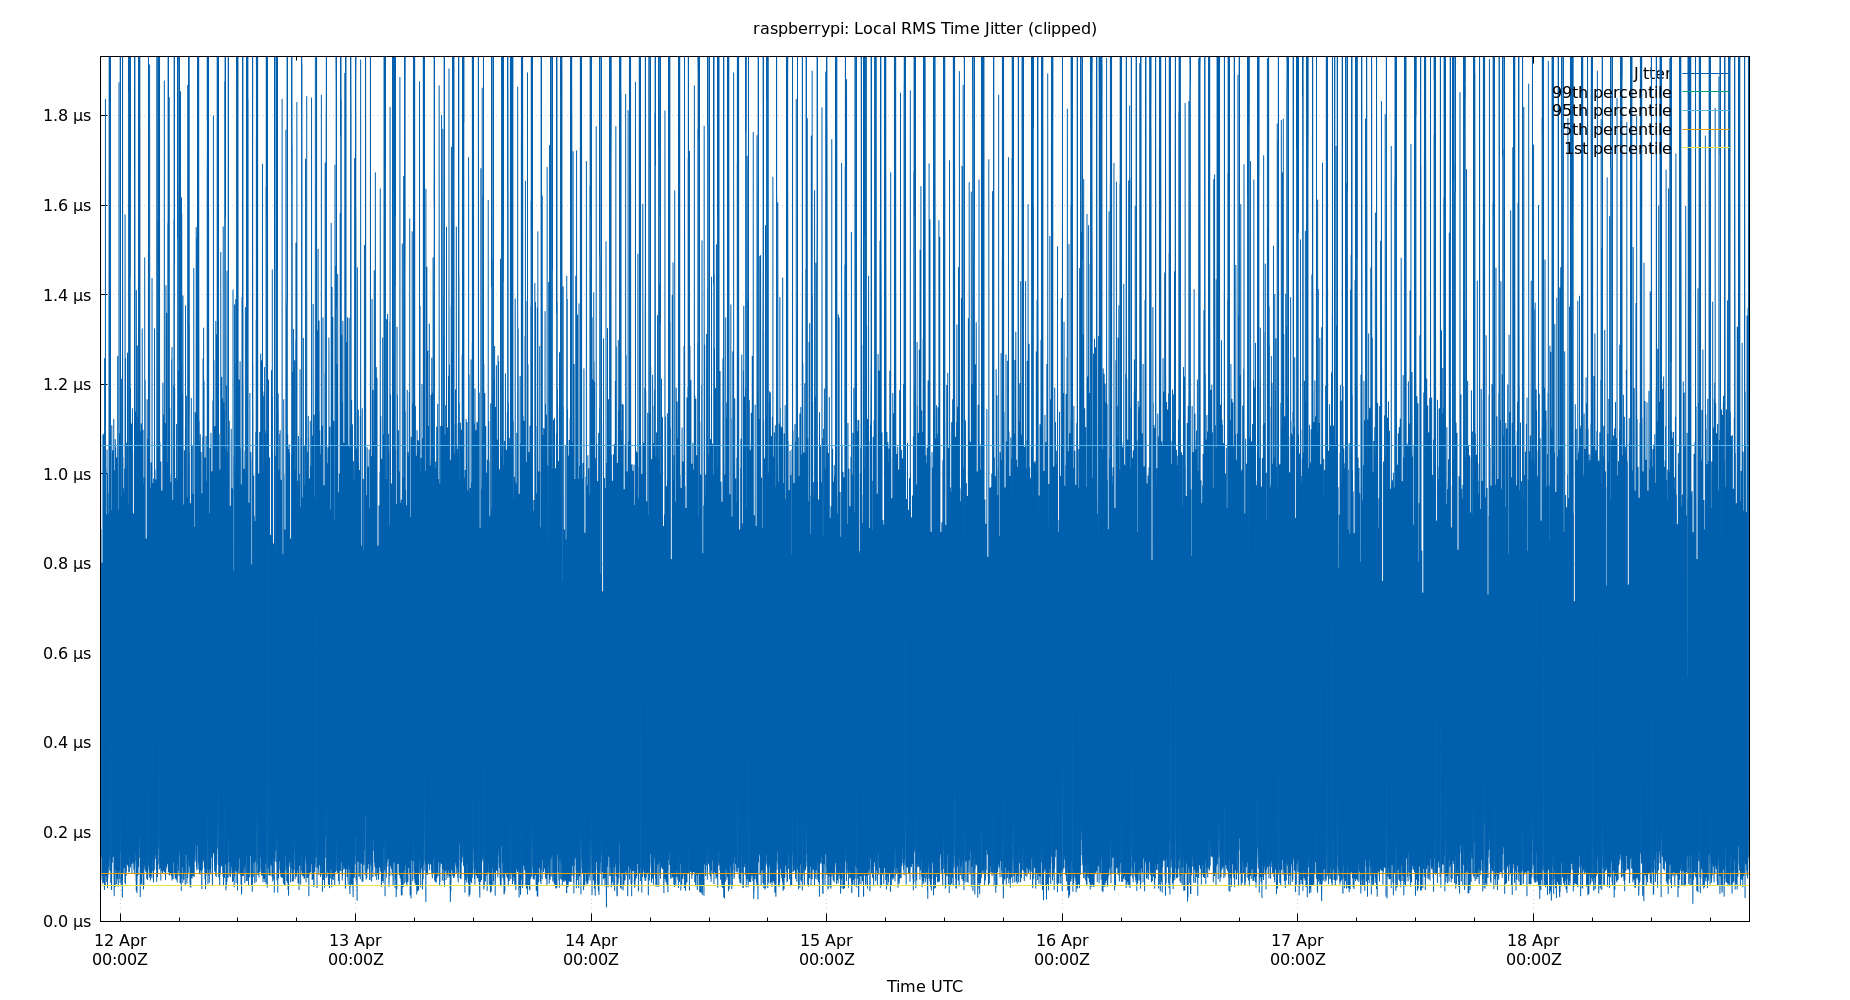 raspberrypi: Local RMS Time Jitter (clipped)
Jitter
99th percentile
95th percentile
5th percentile
1st percentile
1.8 µs
1.6 µs
1.4 µs
1.2 µs
1.0 µs
0.8 µs
0.6 µs
0.4 µs
0.2 µs
0.0 µs
12 Apr 13 Apr 14 Apr 15 Apr 16 Apr 17 Apr 18 Apr
00:00Z 00:00Z 00:00Z 00:00Z 00:00Z 00:00Z 00:00Z
Time UTC